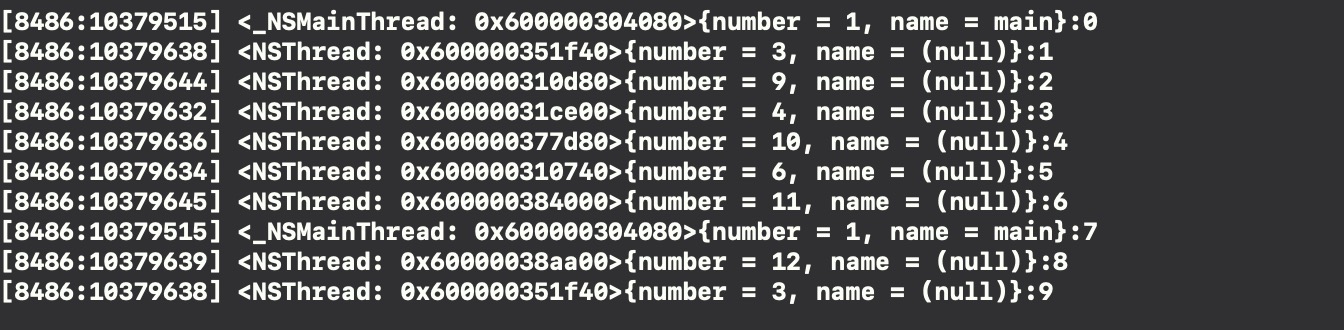 [8486:10379515] <_NSMainThread: 0x600000304080>{number = 1, name = main}:0
[8486:10379638] <NSThread: 0x600000351f40>{number = 3, name = (null)}:1
[8486:10379644] <NSThread: 0x600000310d80>{number = 9, name = (null)}:2
[8486:10379632] <NSThread: 0x60000031ce00>{number = 4, name = (null)}:3
[8486:10379636] <NSThread: 0x600000377d80>{number = 10, name = (null)}:4
[8486:10379634] <NSThread: 0x600000310740>{number = 6, name = (null)}:5
[8486:10379645] <NSThread: 0x600000384000>{number = 11, name = (null)}:6
[8486:10379515] <_NSMainThread: 0x600000304080>{number = 1, name = main}:7
[8486:10379639] <NSThread: 0x60000038aa00>{number = 12, name = (null)}:8
[8486:10379638] <NSThread: 0x600000351f40>{number = 3, name = (null)}:9